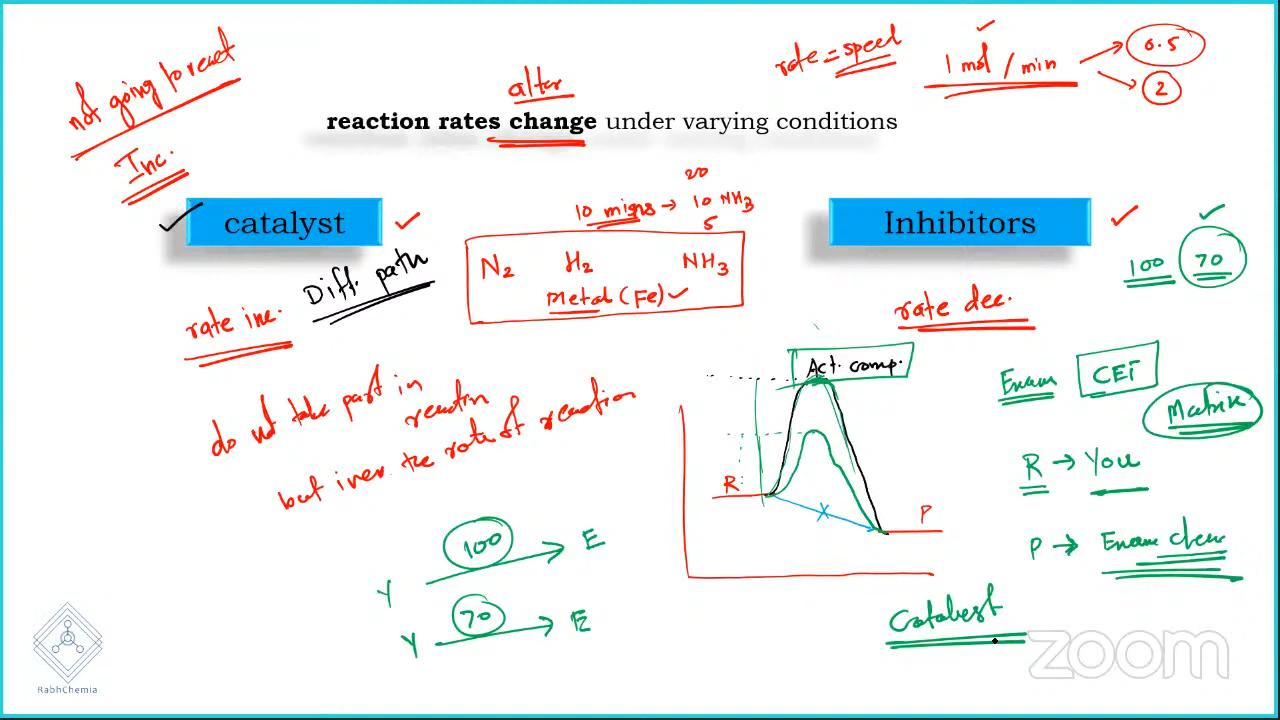 not going to react
Inc.
alter
rate = speed
1 mol / min
0.5
2
reaction rates change under varying conditions
catalyst
Inhibitors
20
10 mins → 10 NH3
5
N2 H2 NH3
Metal (Fe)
rate inc.
Diff. path
rate dec.
100 70
do not take part in
reaction
but incr. the rate of reaction
Act. comp.
R
P
Exam CEE
Matrix
R → You
P → Exam clear
Y 100 E
Y 70 E
Catalyst
RabhChemia
zoom